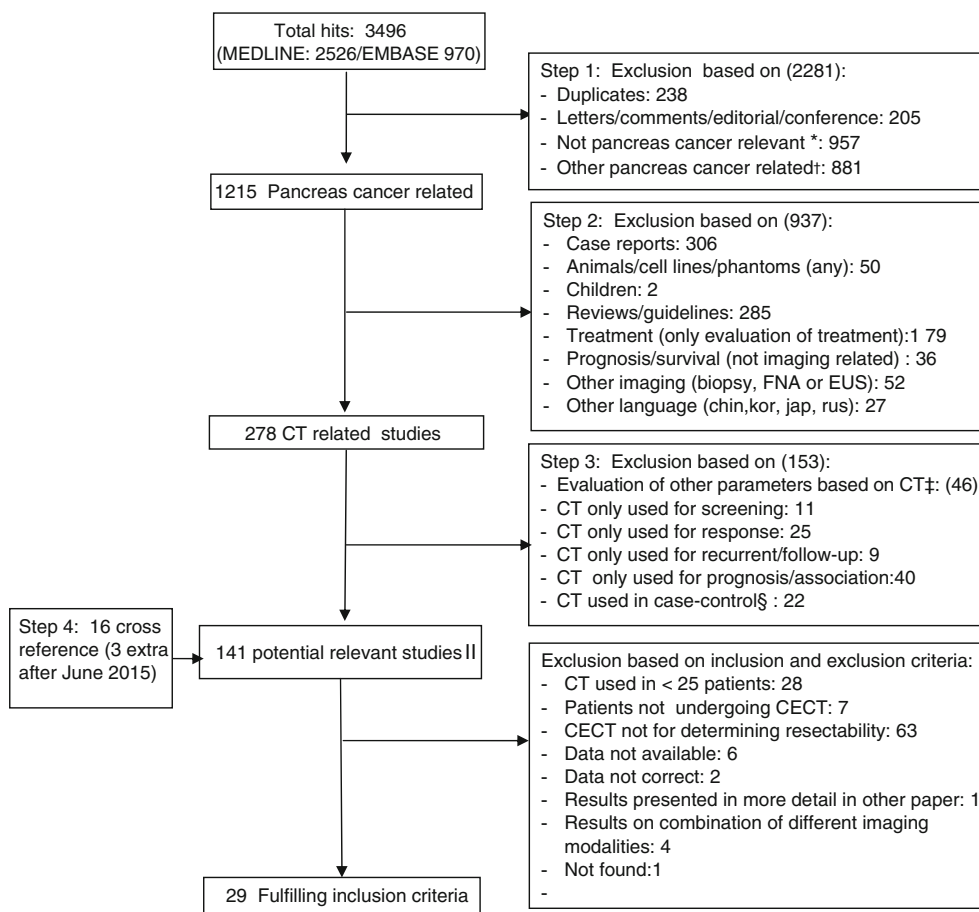 Total hits: 3496
(MEDLINE: 2526/EMBASE 970)
Step 1: Exclusion based on (2281):
- Duplicates: 238
- Letters/comments/editorial/conference: 205
- Not pancreas cancer relevant *: 957
- Other pancreas cancer related†: 881
1215 Pancreas cancer related
Step 2: Exclusion based on (937):
- Case reports: 306
- Animals/cell lines/phantoms (any): 50
- Children: 2
- Reviews/guidelines: 285
- Treatment (only evaluation of treatment):1 79
- Prognosis/survival (not imaging related) : 36
- Other imaging (biopsy, FNA or EUS): 52
- Other language (chin,kor, jap, rus): 27
278 CT related studies
Step 3: Exclusion based on (153):
- Evaluation of other parameters based on CT‡: (46)
- CT only used for screening: 11
- CT only used for response: 25
- CT only used for recurrent/follow-up: 9
- CT only used for prognosis/association:40
- CT used in case-control§ : 22
Step 4: 16 cross
reference (3 extra
after June 2015)
141 potential relevant studies II
Exclusion based on inclusion and exclusion criteria:
- CT used in < 25 patients: 28
- Patients not undergoing CECT: 7
- CECT not for determining resectability: 63
- Data not available: 6
- Data not correct: 2
- Results presented in more detail in other paper: 1
- Results on combination of different imaging
modalities: 4
- Not found:1
-
29 Fulfilling inclusion criteria